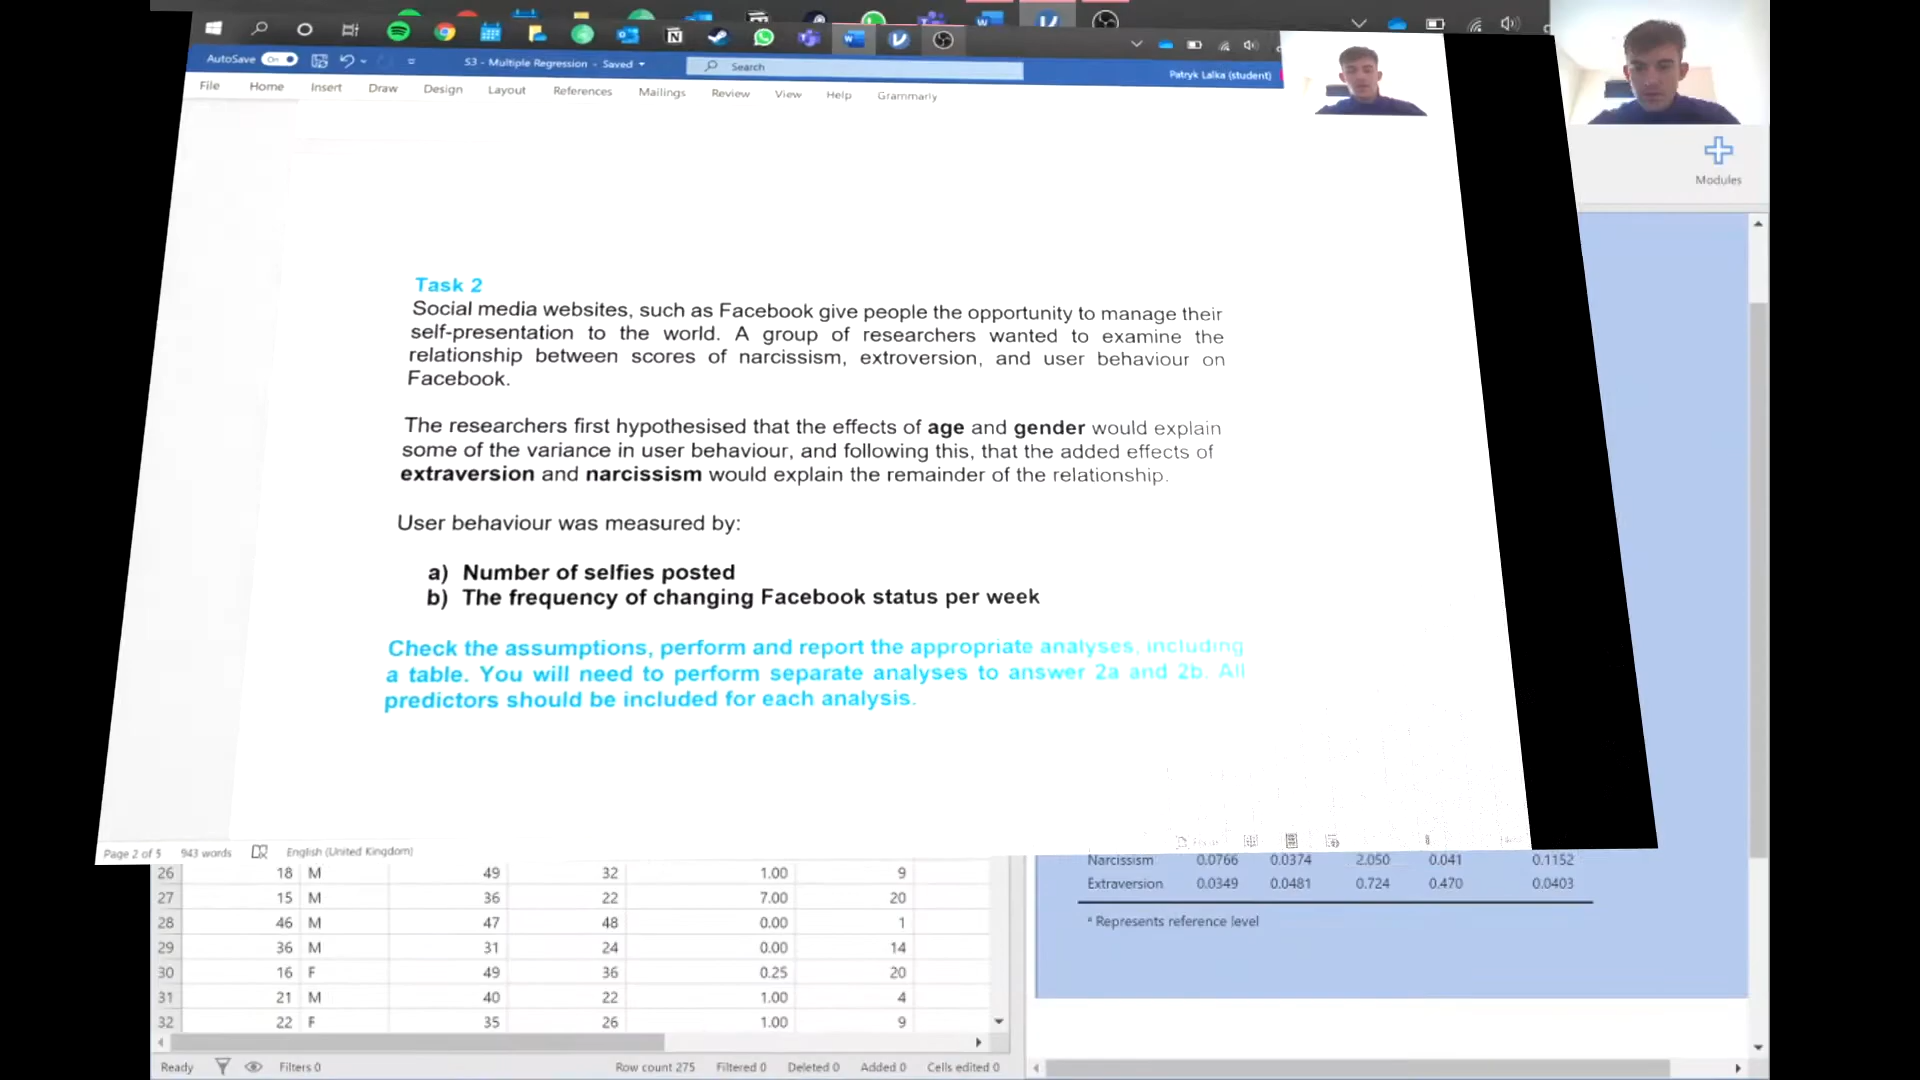 AutoSave On S3 - Multiple Regression - Saved Search Patryk Lalka (student)
File Home Insert Draw Design Layout References Mailings Review View Help Grammarly
Modules
Task 2
Social media websites, such as Facebook give people the opportunity to manage their
self-presentation to the world. A group of researchers wanted to examine the
relationship between scores of narcissism, extroversion, and user behaviour on
Facebook.
The researchers first hypothesised that the effects of age and gender would explain
some of the variance in user behaviour, and following this, that the added effects of
extraversion and narcissism would explain the remainder of the relationship.
User behaviour was measured by:
a) Number of selfies posted
b) The frequency of changing Facebook status per week
Check the assumptions, perform and report the appropriate analyses, including
a table. You will need to perform separate analyses to answer 2a and 2b. All
predictors should be included for each analysis.
Page 2 of 5 943 words English (United Kingdom)
Narcissism 0.0766 0.0374 2.050 0.041 0.1152
Extraversion 0.0349 0.0481 0.724 0.470 0.0403
ᵃ Represents reference level
26 18 M 49 32 1.00 9
27 15 M 36 22 7.00 20
28 46 M 47 48 0.00 1
29 36 M 31 24 0.00 14
30 16 F 49 36 0.25 20
31 21 M 40 22 1.00 4
32 22 F 35 26 1.00 9
Ready Filters 0 Row count 275 Filtered 0 Deleted 0 Added 0 Cells edited 0